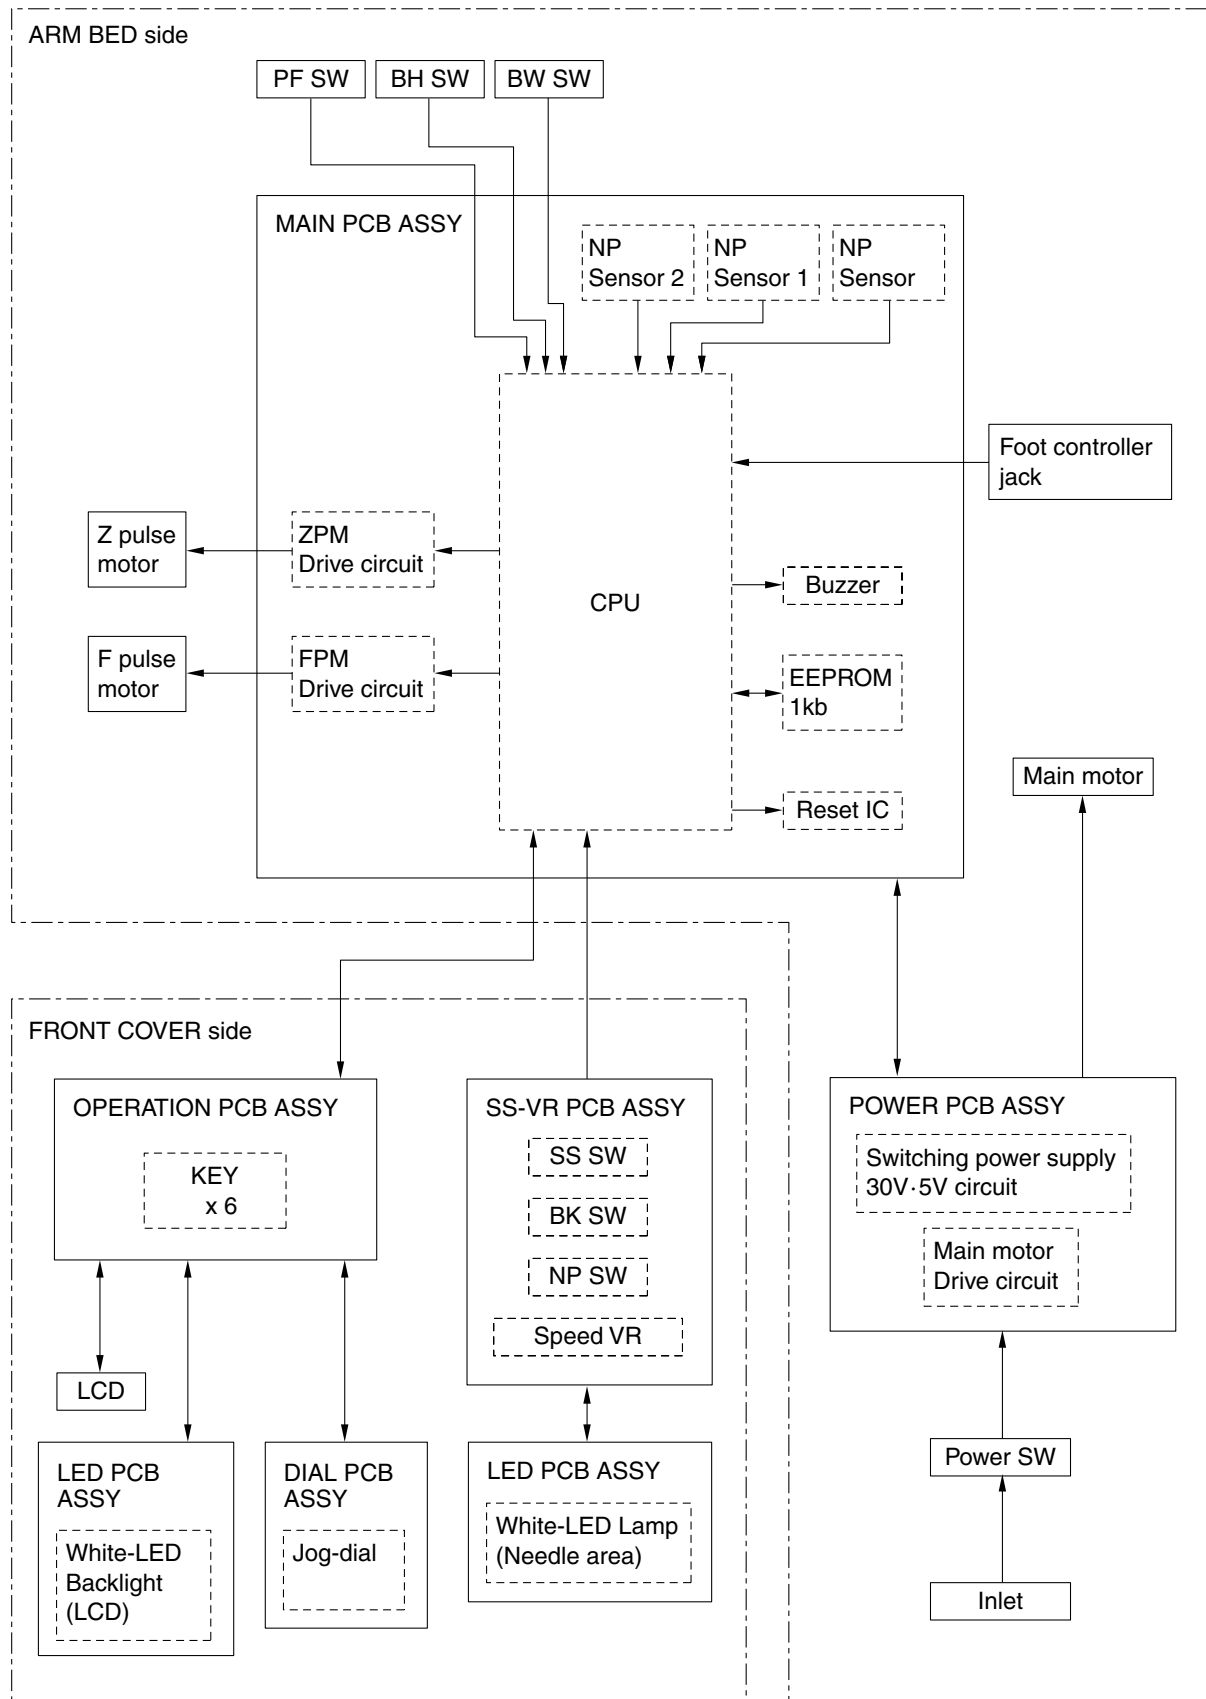 ARM BED side
PF SW
BH SW
BW SW
MAIN PCB ASSY
NP
Sensor 2
NP
Sensor 1
NP
Sensor
Foot controller
jack
Z pulse
motor
ZPM
Drive circuit
CPU
Buzzer
F pulse
motor
FPM
Drive circuit
EEPROM
1kb
Main motor
Reset IC
FRONT COVER side
OPERATION PCB ASSY
KEY
x 6
SS-VR PCB ASSY
SS SW
BK SW
NP SW
Speed VR
POWER PCB ASSY
Switching power supply
30V·5V circuit
Main motor
Drive circuit
LCD
LED PCB
ASSY
White-LED
Backlight
(LCD)
DIAL PCB
ASSY
Jog-dial
LED PCB ASSY
White-LED Lamp
(Needle area)
Power SW
Inlet